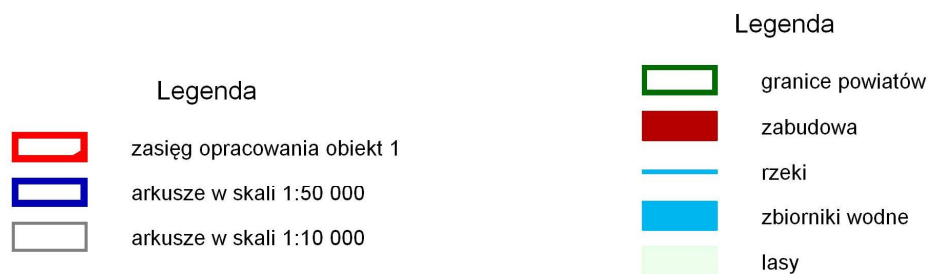 Legenda
zasięg opracowania obiekt 1
arkusze w skali 1:50 000
arkusze w skali 1:10 000
Legenda
granice powiatów
zabudowa
rzeki
zbiorniki wodne
lasy